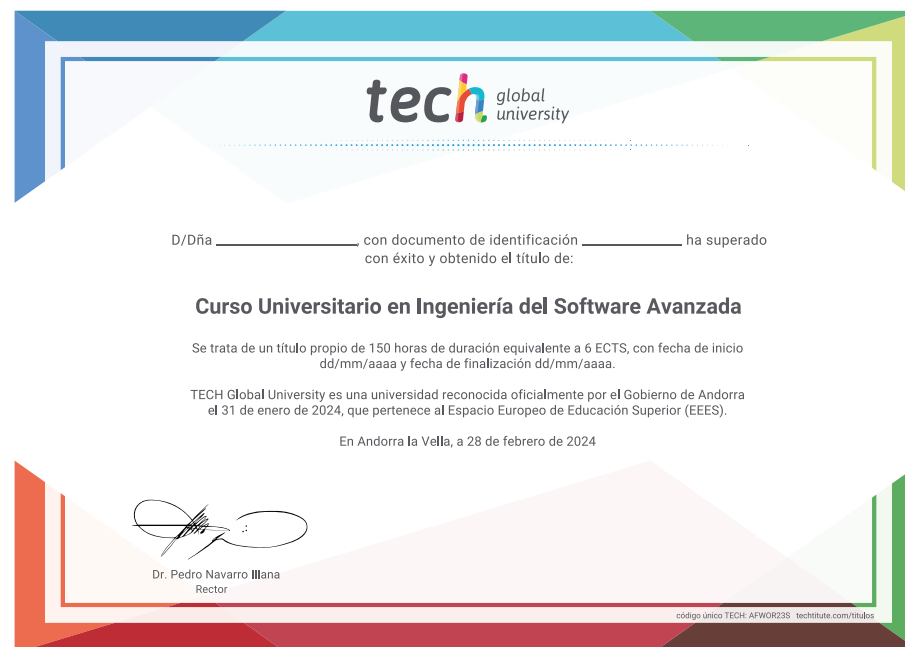 tech global university
D/Dña ____________________, con documento de identificación ______________ ha superado
con éxito y obtenido el título de:
Curso Universitario en Ingeniería del Software Avanzada
Se trata de un título propio de 150 horas de duración equivalente a 6 ECTS, con fecha de inicio
dd/mm/aaaa y fecha de finalización dd/mm/aaaa.
TECH Global University es una universidad reconocida oficialmente por el Gobierno de Andorra
el 31 de enero de 2024, que pertenece al Espacio Europeo de Educación Superior (EEES).
En Andorra la Vella, a 28 de febrero de 2024
Dr. Pedro Navarro Illana
Rector
código único TECH: AFWOR23S techtitute.com/titulos